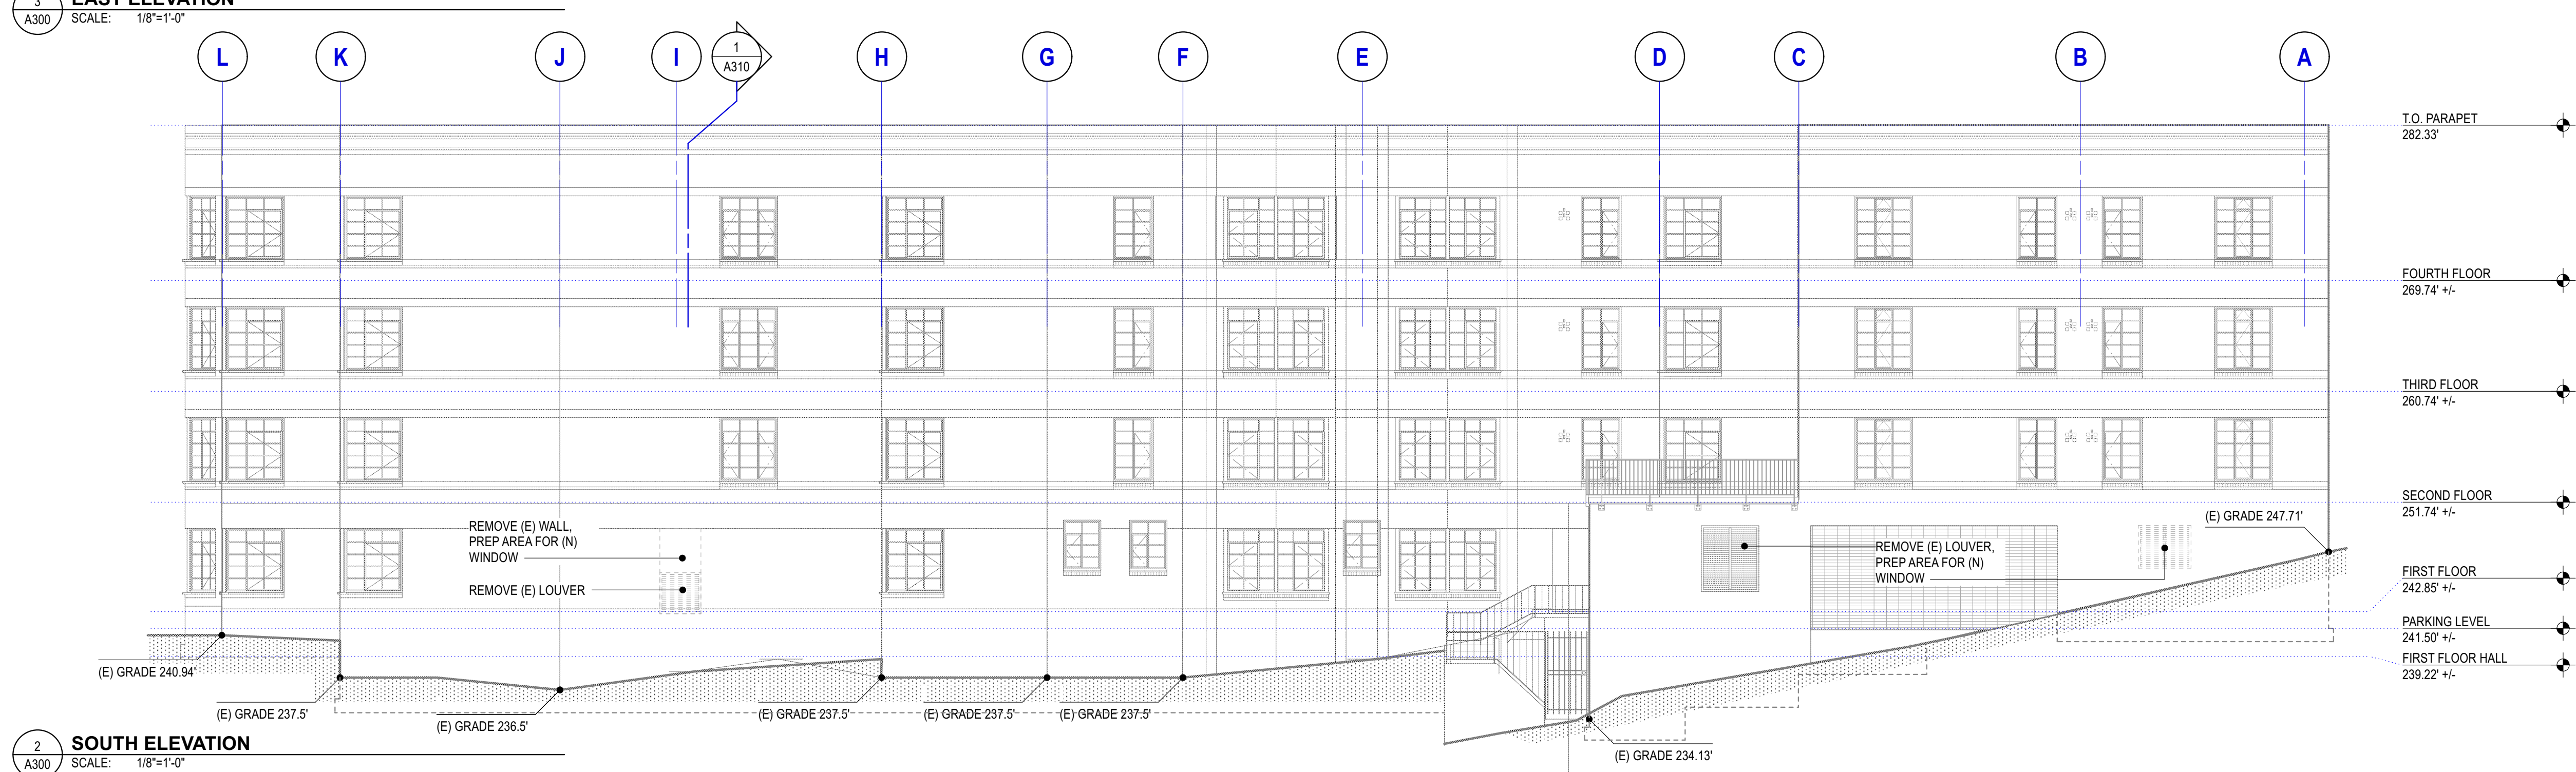 3
A300
EAST ELEVATION
SCALE: 1/8"=1'-0"
L
K
J
I
1
A310
H
G
F
E
D
C
B
A
T.O. PARAPET
282.33'
FOURTH FLOOR
269.74' +/-
THIRD FLOOR
260.74' +/-
SECOND FLOOR
251.74' +/-
(E) GRADE 247.71'
REMOVE (E) WALL,
PREP AREA FOR (N)
WINDOW
REMOVE (E) LOUVER
REMOVE (E) LOUVER,
PREP AREA FOR (N)
WINDOW
FIRST FLOOR
242.85' +/-
PARKING LEVEL
241.50' +/-
FIRST FLOOR HALL
239.22' +/-
(E) GRADE 240.94'
(E) GRADE 237.5'
(E) GRADE 236.5'
(E) GRADE 237.5'
(E) GRADE 237.5'
(E) GRADE 237.5'
(E) GRADE 234.13'
2
A300
SOUTH ELEVATION
SCALE: 1/8"=1'-0"